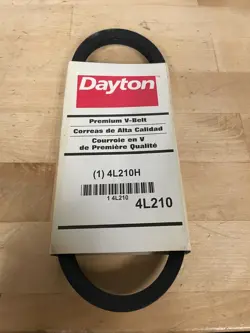 Dayton
Premium V-Belt
Correas de Alta Calidad
Courroie en V
de Première Qualité
(1) 4L210H
1 4L210
4L210